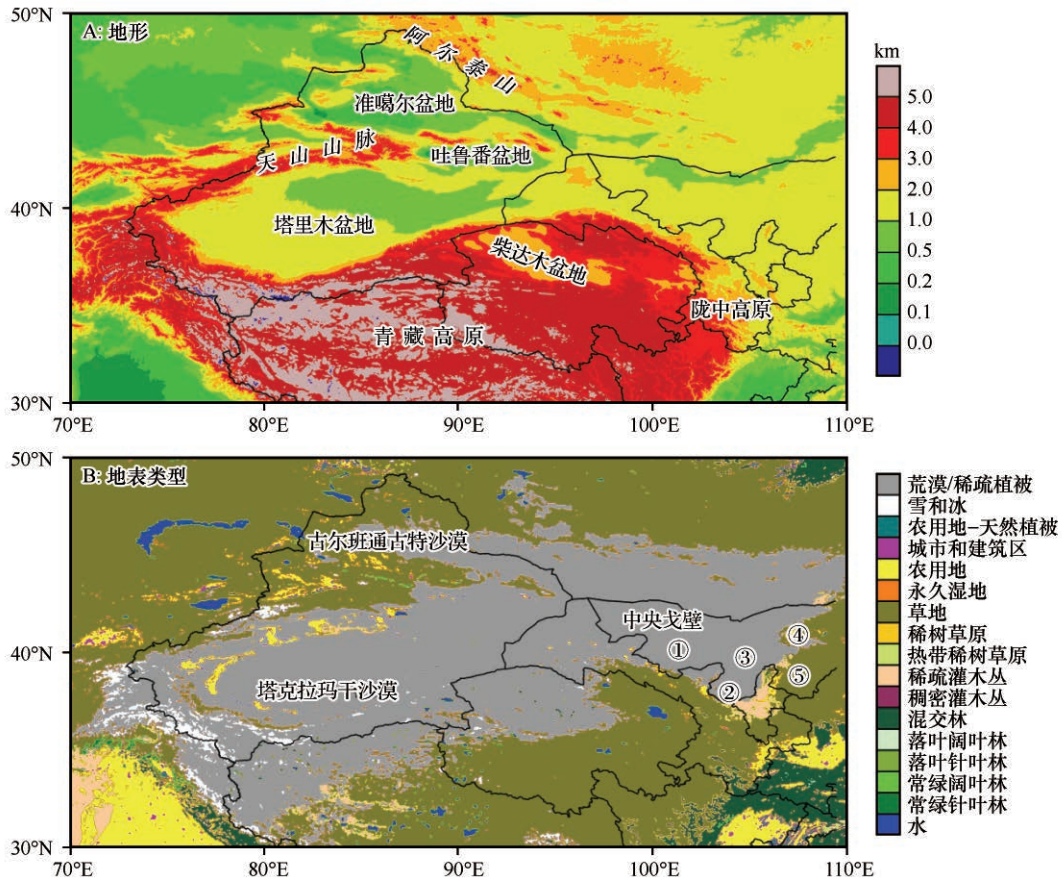 50°N
A: 地形
阿尔泰山
准噶尔盆地
天山山脉
吐鲁番盆地
40°N
塔里木盆地
柴达木盆地
陇中高原
青藏高原
30°N
70°E
80°E
90°E
100°E
110°E
km
5.0
4.0
3.0
2.0
1.0
0.5
0.2
0.1
0.0
50°N
B: 地表类型
古尔班通古特沙漠
中央戈壁
①
③
④
40°N
塔克拉玛干沙漠
②
⑤
30°N
70°E
80°E
90°E
100°E
110°E
荒漠/稀疏植被
雪和冰
农用地-天然植被
城市和建筑区
农用地
永久湿地
草地
稀树草原
热带稀树草原
稀疏灌木丛
稠密灌木丛
混交林
落叶阔叶林
落叶针叶林
常绿阔叶林
常绿针叶林
水